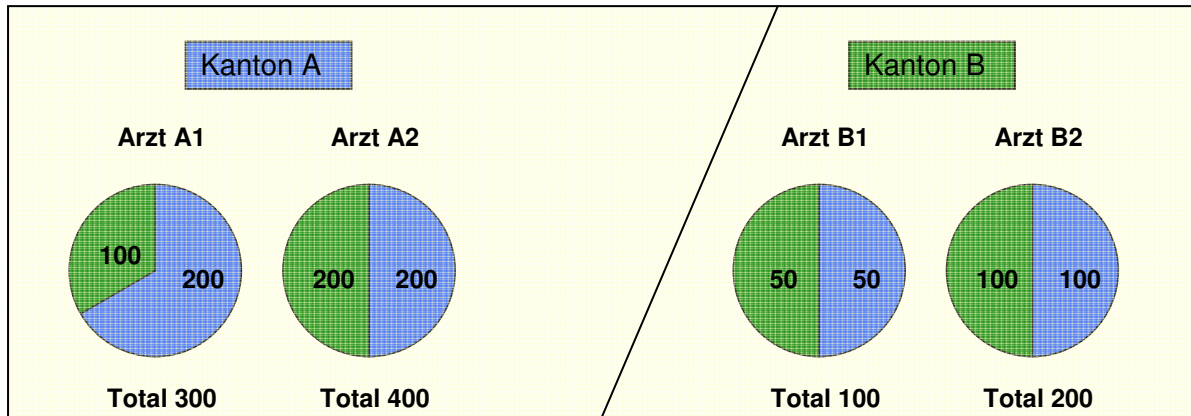 Kanton A
Kanton B
Arzt A1
Arzt A2
Arzt B1
Arzt B2
100
200
200
200
50
50
100
100
Total 300
Total 400
Total 100
Total 200